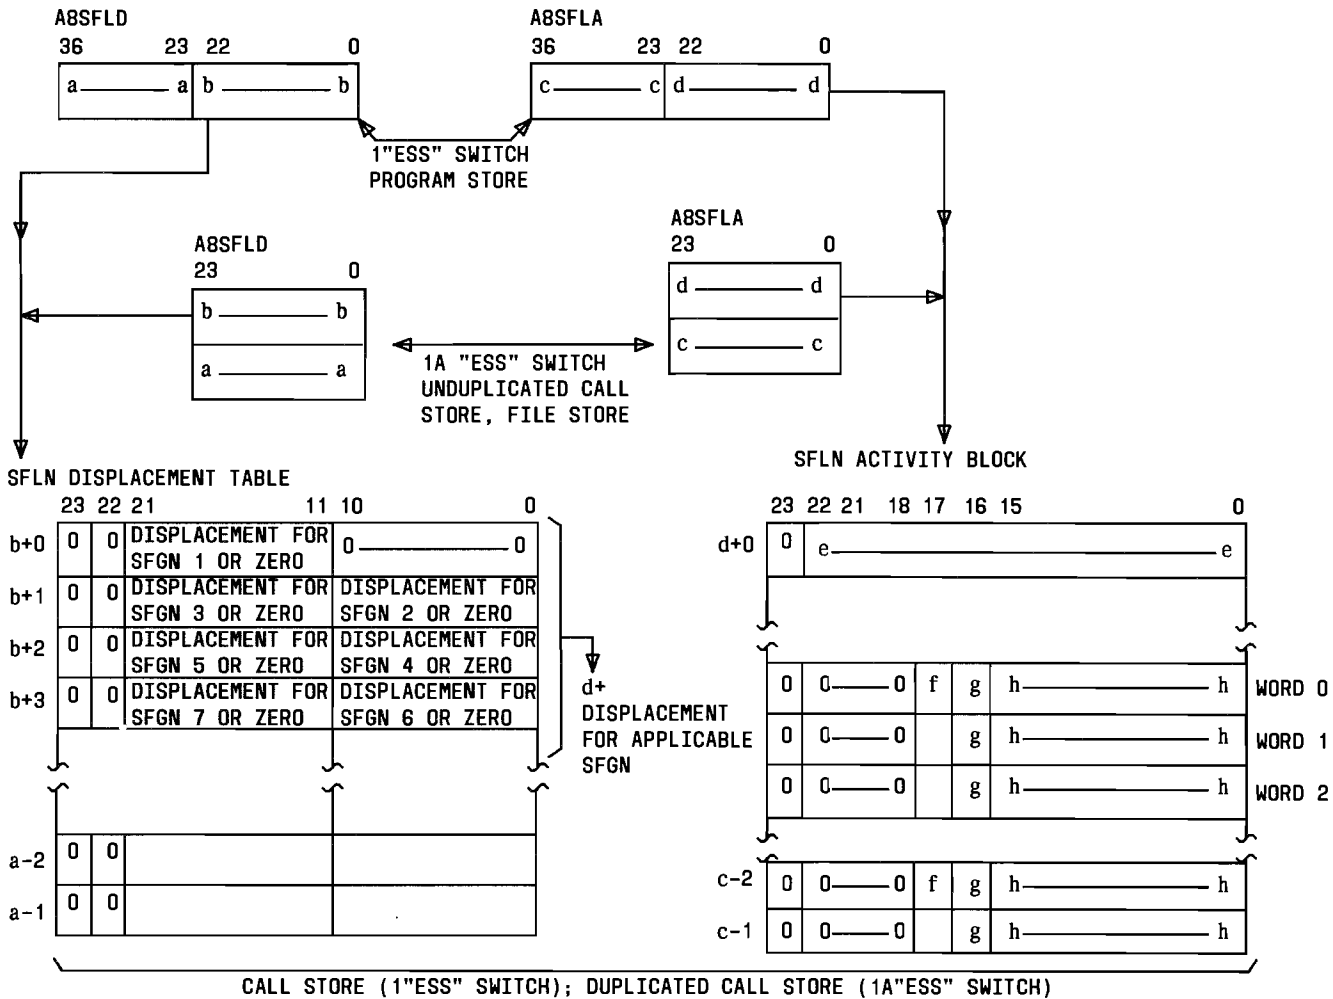 A8SFLD
A8SFLA
36 23 22 0
36 23 22 0
a a b b
c c d d
1"ESS" SWITCH
PROGRAM STORE
A8SFLD
23 0
b b
a a
A8SFLA
23 0
d d
c c
1A "ESS" SWITCH
UNDUPLICATED CALL
STORE, FILE STORE
SFLN DISPLACEMENT TABLE
23 22 21 11 10 0
b+0 0 0 DISPLACEMENT FOR 0 0
SFGN 1 OR ZERO
b+1 0 0 DISPLACEMENT FOR DISPLACEMENT FOR
SFGN 3 OR ZERO SFGN 2 OR ZERO
b+2 0 0 DISPLACEMENT FOR DISPLACEMENT FOR
SFGN 5 OR ZERO SFGN 4 OR ZERO
b+3 0 0 DISPLACEMENT FOR DISPLACEMENT FOR
SFGN 7 OR ZERO SFGN 6 OR ZERO
a-2 0 0
a-1 0 0
d+
DISPLACEMENT
FOR APPLICABLE
SFGN
SFLN ACTIVITY BLOCK
23 22 21 18 17 16 15 0
d+0 0 e e
0 0 0 f g h h WORD 0
0 0 0 g h h WORD 1
0 0 0 g h h WORD 2
c-2 0 0 0 f g h h
c-1 0 0 0 g h h
CALL STORE (1"ESS" SWITCH); DUPLICATED CALL STORE (1A"ESS" SWITCH)